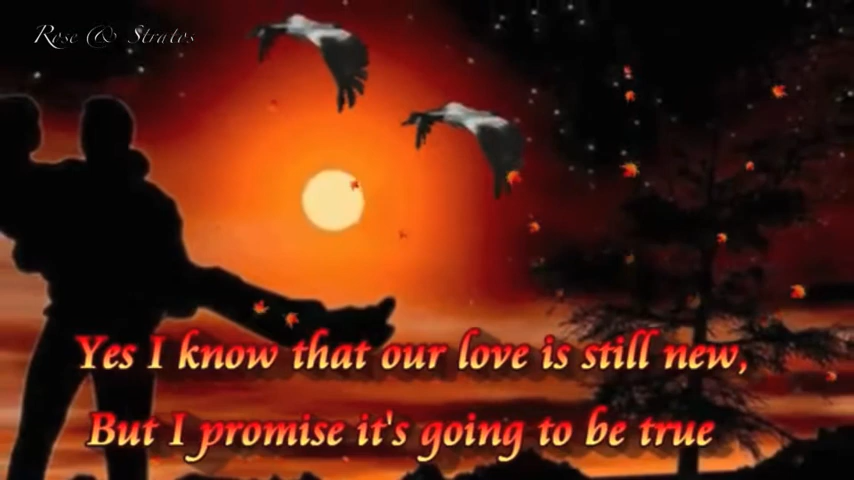 Rose @ Stratos
Yes I know that our love is still new,
But I promise it's going to be true